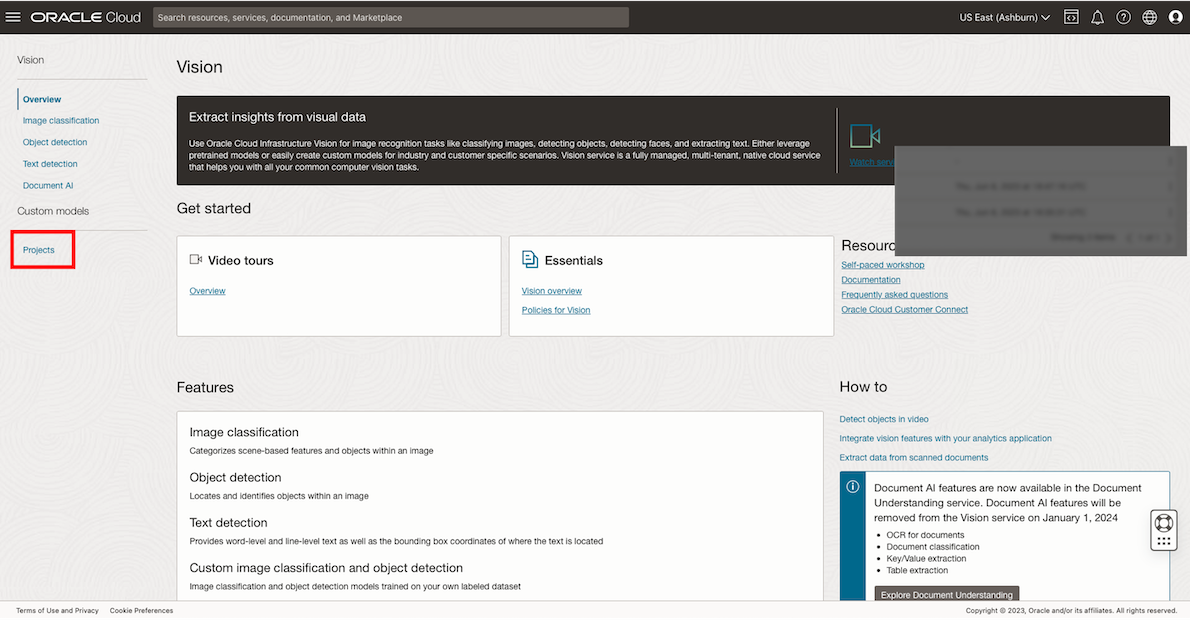 ORACLE Cloud
Search resources, services, documentation, and Marketplace
US East (Ashburn)
Vision
Overview
Image classification
Object detection
Text detection
Document AI
Custom models
Projects
Vision
Extract insights from visual data
Use Oracle Cloud Infrastructure Vision for image recognition tasks like classifying images, detecting objects, detecting faces, and extracting text. Either leverage
pretrained models or easily create custom models for industry and customer specific scenarios. Vision service is a fully managed, multi-tenant, native cloud service
that helps you with all your common computer vision tasks.
Watch
Get started
Video tours
Overview
Essentials
Vision overview
Policies for Vision
Self-paced workshop
Documentation
Frequently asked questions
Oracle Cloud Customer Connect
Features
Image classification
Categorizes scene-based features and objects within an image
Object detection
Locates and identifies objects within an image
Text detection
Provides word-level and line-level text as well as the bounding box coordinates of where the text is located
Custom image classification and object detection
Image classification and object detection models trained on your own labeled dataset
How to
Detect objects in video
Integrate vision features with your analytics application
Extract data from scanned documents
Document AI features are now available in the Document
Understanding service. Document AI features will be
removed from the Vision service on January 1, 2024
• OCR for documents
• Document classification
• Key/Value extraction
• Table extraction
Explore Document Understanding
Terms of Use and Privacy
Cookie Preferences
Copyright © 2023, Oracle and/or its affiliates. All rights reserved.